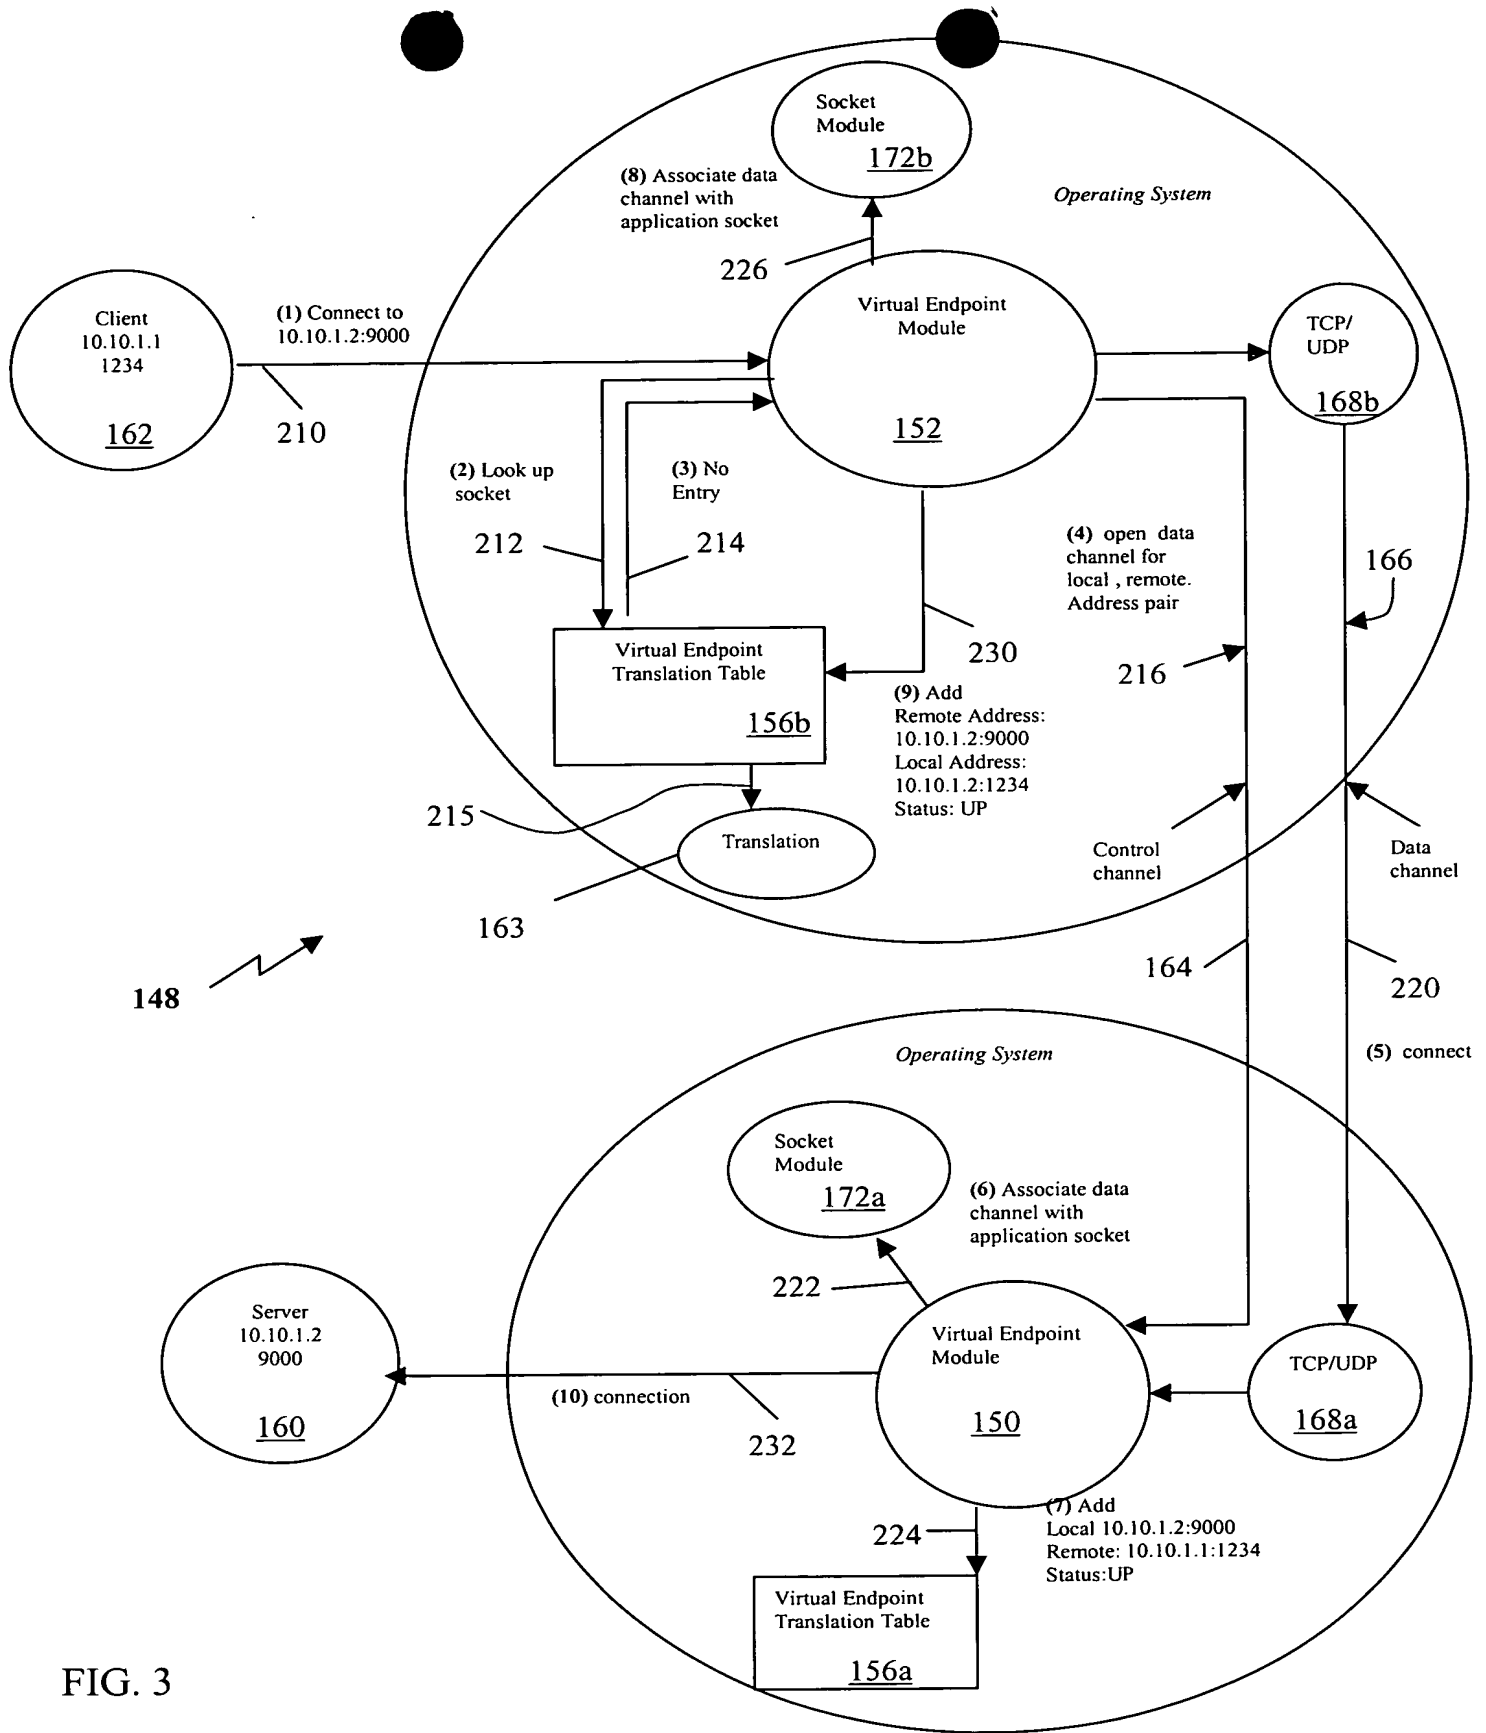 Socket
Module
172b
(8) Associate data
channel with
application socket
226
Operating System
Client
10.10.1.1
1234
162
(1) Connect to
10.10.1.2:9000
210
Virtual Endpoint
Module
152
TCP/
UDP
168b
(2) Look up
socket
212
(3) No
Entry
214
(4) open data
channel for
local , remote.
Address pair
216
166
230
Virtual Endpoint
Translation Table
156b
(9) Add
Remote Address:
10.10.1.2:9000
Local Address:
10.10.1.2:1234
Status: UP
215
Translation
163
Control
channel
Data
channel
164
220
148
(5) connect
Operating System
Socket
Module
172a
(6) Associate data
channel with
application socket
222
Server
10.10.1.2
9000
160
(10) connection
232
Virtual Endpoint
Module
150
TCP/UDP
168a
224
(7) Add
Local 10.10.1.2:9000
Remote: 10.10.1.1:1234
Status:UP
Virtual Endpoint
Translation Table
156a
FIG. 3